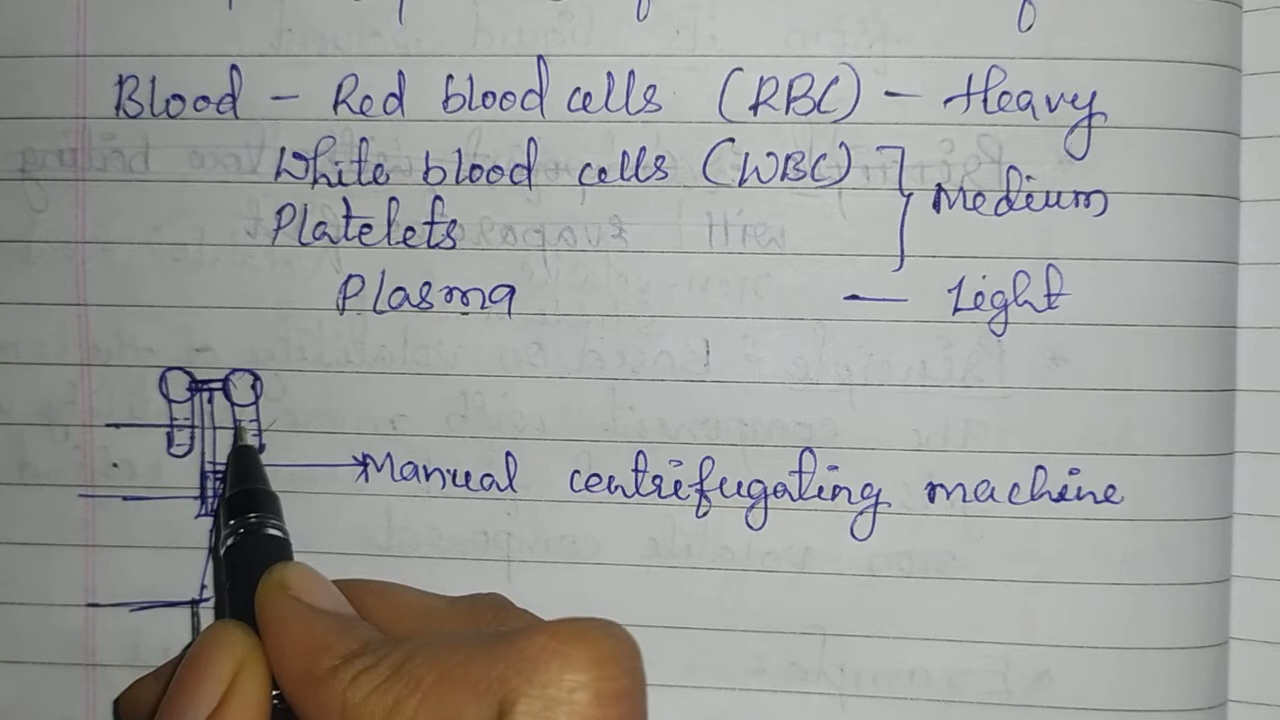 Blood - Red blood cells (RBC) - Heavy
White blood cells (WBC)
Medium
Platelets
Plasma - Light
Manual centrifugating machine